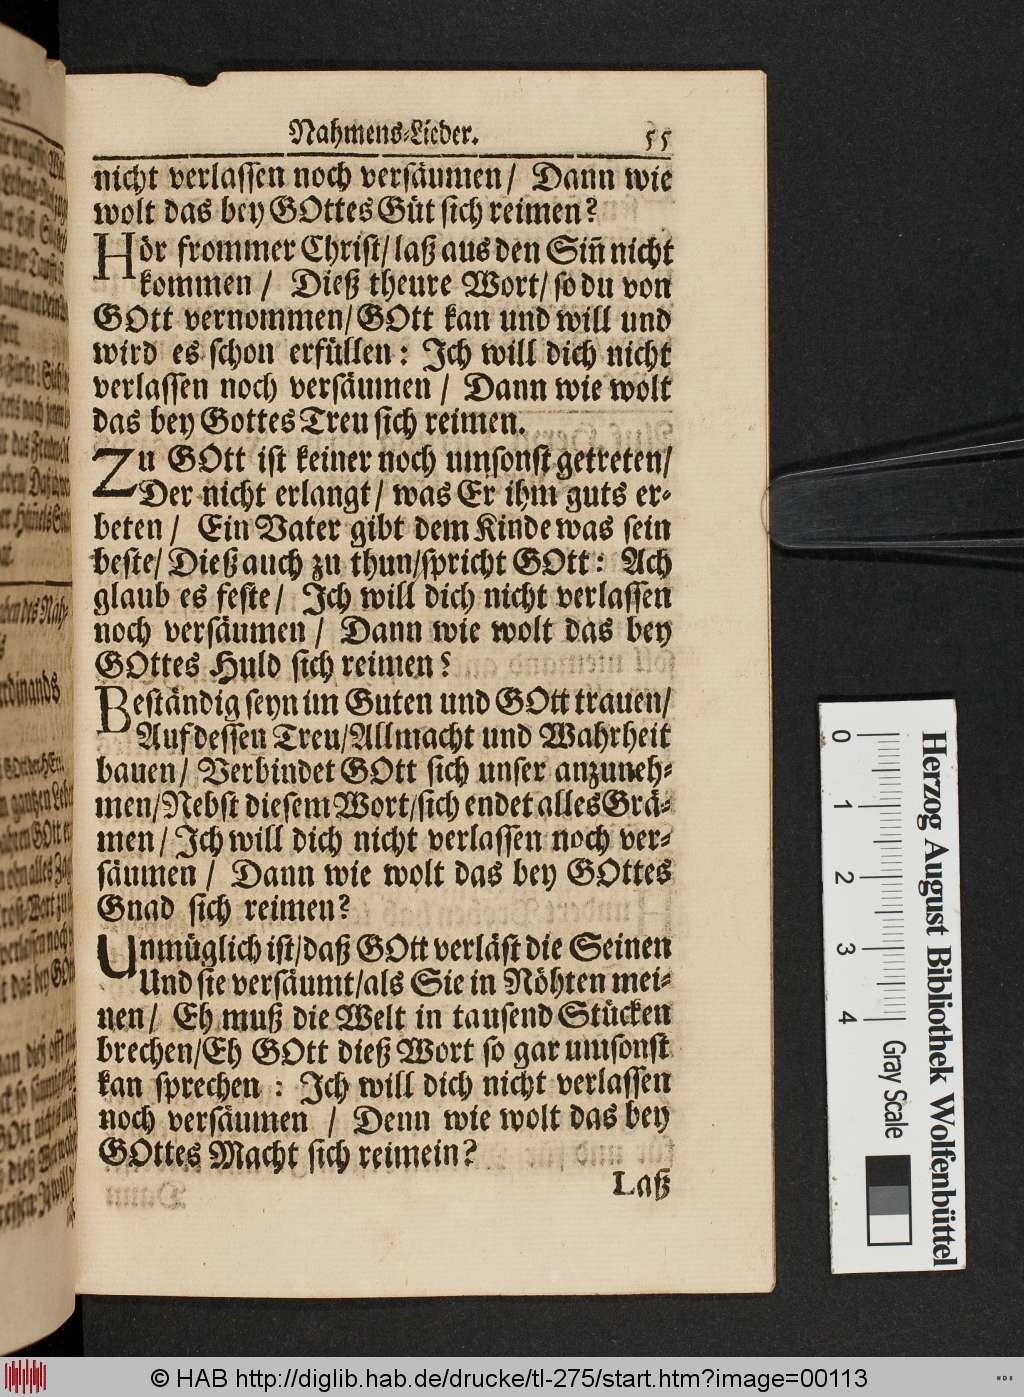 Nahmens-Lieder. 55
nicht verlassen noch versäumen/ Dann wie
wolt das bey GOttes Güt sich reimen?
Hör frommer Christ/ laß aus den Siñ nicht
kommen / Dieß theure Wort/ so du von
GOtt vernommen/ GOtt kan und will und
wird es schon erfüllen: Ich will dich nicht
verlassen noch versäumen / Dann wie wolt
das bey Gottes Treu sich reimen.
Zu GOtt ist keiner noch umsonst getreten/
Der nicht erlangt/ was Er ihm guts er-
beten / Ein Vater gibt dem Kinde was sein
beste/ Dieß auch zu thun/ spricht GOtt: Ach
glaub es feste/ Ich will dich nicht verlassen
noch versäumen / Dann wie wolt das bey
GOttes Huld sich reimen?
Beständig seyn im Guten und GOtt trauen/
Auf dessen Treu/ Allmacht und Wahrheit
bauen/ Verbindet GOtt sich unser anzuneh-
men/ Nebst diesem Wort/ sich endet alles Grä-
men/ Ich will dich nicht verlassen noch ver-
säumen / Dann wie wolt das bey GOttes
Gnad sich reimen?
Unmüglich ist/ daß GOtt verläst die Seinen
Und sie versäumt/ als Sie in Nöhten mei-
nen/ Eh muß die Welt in tausend Stücken
brechen/ Eh GOtt dieß Wort so gar umsonst
kan sprechen : Ich will dich nicht verlassen
noch versäumen / Denn wie wolt das bey
GOttes Macht sich reimein?
Laß
0 1 2 3 4
Gray Scale
Herzog August Bibliothek Wolfenbüttel
© HAB http://diglib.hab.de/drucke/tl-275/start.htm?image=00113